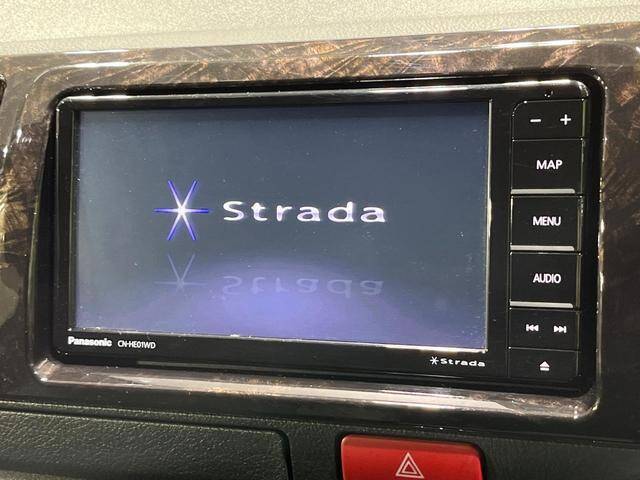 Strada
− +
MAP
MENU
AUDIO
Panasonic CN-HE01WD
Strada